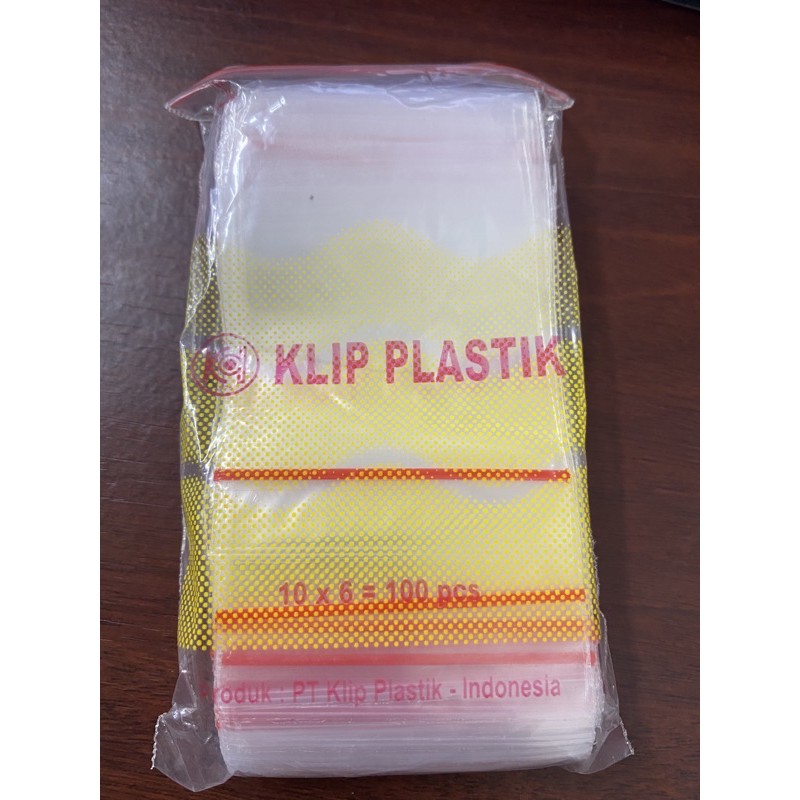 KLIP PLASTIK
10 x 6 = 100 pcs
Produk : PT Klip Plastik - Indonesia